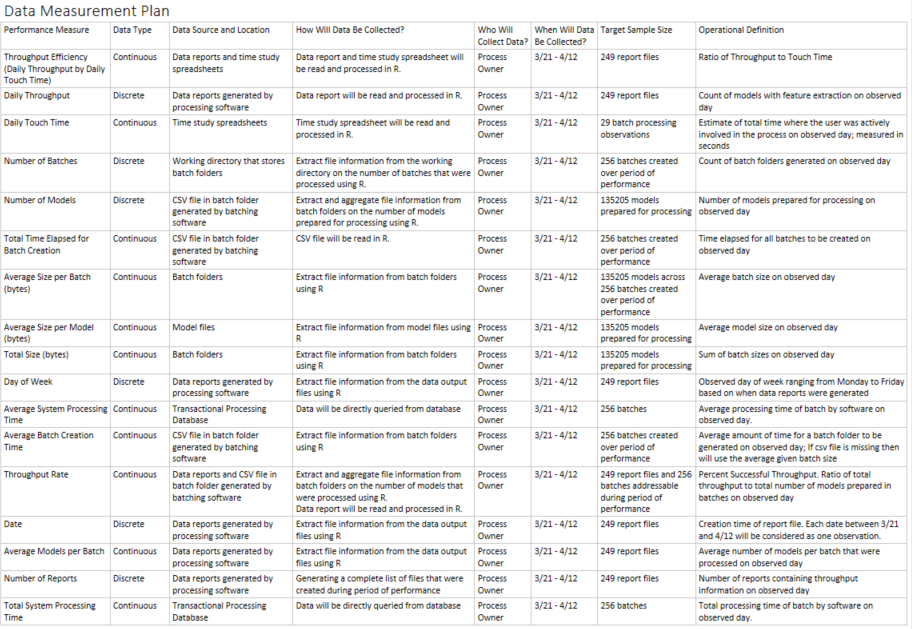 Data Measurement Plan
Performance Measure
Data Type
Data Source and Location
How Will Data Be Collected?
Who Will
Collect Data?
When Will Data
Be Collected?
Target Sample Size
Operational Definition
Throughput Efficiency
(Daily Throughput by Daily
Touch Time)
Continuous
Data reports and time study
spreadsheets
Data report and time study spreadsheet will
be read and processed in R.
Process
Owner
3/21 - 4/12
249 report files
Ratio of Throughput to Touch Time
Daily Throughput
Discrete
Data reports generated by
processing software
Data report will be read and processed in R.
Process
Owner
3/21 - 4/12
249 report files
Count of models with feature extraction on observed
day
Daily Touch Time
Continuous
Time study spreadsheets
Time study spreadsheet will be read and
processed in R.
Process
Owner
3/21 - 4/12
29 batch processing
observations
Estimate of total time where the user was actively
involved in the process on observed day; measured in
seconds
Number of Batches
Discrete
Working directory that stores
batch folders
Extract file information from the working
directory on the number of batches that were
processed using R.
Process
Owner
3/21 - 4/12
256 batches created
over period of
performance
Count of batch folders generated on observed day
Number of Models
Discrete
CSV file in batch folder
generated by batching
software
Extract and aggregate file information from
batch folders on the number of models
prepared for processing using R.
Process
Owner
3/21 - 4/12
135205 models
prepared for processing
Number of models prepared for processing on
observed day
Total Time Elapsed for
Batch Creation
Continuous
CSV file in batch folder
generated by batching
software
CSV file will be read in R.
Process
Owner
3/21 - 4/12
256 batches created
over period of
performance
Time elapsed for all batches to be created on
observed day
Average Size per Batch
(bytes)
Continuous
Batch folders
Extract file information from batch folders
using R
Process
Owner
3/21 - 4/12
135205 models across
256 batches created
over period of
performance
Average batch size on observed day
Average Size per Model
(bytes)
Continuous
Model files
Extract file information from model files using
R
Process
Owner
3/21 - 4/12
135205 models
prepared for processing
Average model size on observed day
Total Size (bytes)
Continuous
Batch folders
Extract file information from batch folders
using R
Process
Owner
3/21 - 4/12
135205 models
prepared for processing
Sum of batch sizes on observed day
Day of Week
Discrete
Data reports generated by
processing software
Extract file information from the data output
files using R
Process
Owner
3/21 - 4/12
249 report files
Observed day of week ranging from Monday to Friday
based on when data reports were generated
Average System Processing
Time
Continuous
Transactional Processing
Database
Data will be directly queried from database
Process
Owner
3/21 - 4/12
256 batches
Average processing time of batch by software on
observed day.
Average Batch Creation
Time
Continuous
CSV file in batch folder
generated by batching
software
Extract file information from batch folders
using R
Process
Owner
3/21 - 4/12
256 batches created
over period of
performance
Average amount of time for a batch folder to be
generated on observed day; If csv file is missing then
will use the average given batch size
Throughput Rate
Continuous
Data reports and CSV file in
batch folder generated by
batching software
Extract and aggregate file information from
batch folders on the number of models that
were processed using R.
Data report will be read and processed in R.
Process
Owner
3/21 - 4/12
249 report files and 256
batches addressable
during period of
performance
Percent Successful Throughput. Ratio of total
throughput to total number of models prepared in
batches on observed day
Date
Discrete
Data reports generated by
processing software
Extract file information from the data output
files using R
Process
Owner
3/21 - 4/12
249 report files
Creation time of report file. Each date between 3/21
and 4/12 will be considered as one observation.
Average Models per Batch
Continuous
Data reports generated by
processing software
Extract file information from the data output
files using R
Process
Owner
3/21 - 4/12
249 report files
Average number of models per batch that were
processed on observed day
Number of Reports
Discrete
Data reports generated by
processing software
Generating a complete list of files that were
created during period of performance
Process
Owner
3/21 - 4/12
249 report files
Number of reports containing throughput
information on observed day
Total System Processing
Time
Continuous
Transactional Processing
Database
Data will be directly queried from database
Process
Owner
3/21 - 4/12
256 batches
Total processing time of batch by software on
observed day.